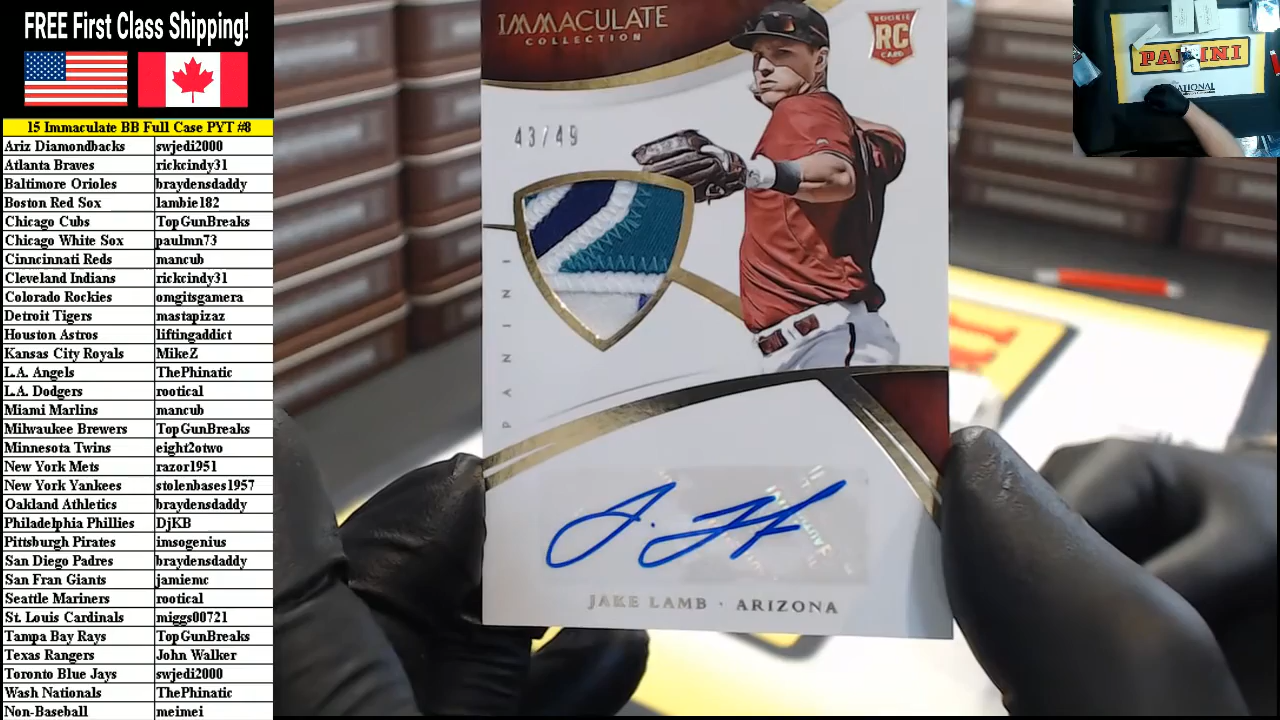 FREE First Class Shipping!
15 Immaculate BB Full Case PYT #8
Ariz Diamondbacks swjedi2000
Atlanta Braves rickcindy31
Baltimore Orioles braydensdaddy
Boston Red Sox lambie182
Chicago Cubs TopGunBreaks
Chicago White Sox paulmn73
Cinncinnati Reds mancub
Cleveland Indians rickcindy31
Colorado Rockies omgitsgamera
Detroit Tigers mastapizaz
Houston Astros liftingaddict
Kansas City Royals MikeZ
L.A. Angels ThePhinatic
L.A. Dodgers rootical
Miami Marlins mancub
Milwaukee Brewers TopGunBreaks
Minnesota Twins eight2otwo
New York Mets razor1951
New York Yankees stolenbases1957
Oakland Athletics braydensdaddy
Philadelphia Phillies DjKB
Pittsburgh Pirates imsogenius
San Diego Padres braydensdaddy
San Fran Giants jamiemc
Seattle Mariners rootical
St. Louis Cardinals miggs00721
Tampa Bay Rays TopGunBreaks
Texas Rangers John Walker
Toronto Blue Jays swjedi2000
Wash Nationals ThePhinatic
Non-Baseball meimei
IMMACULATE
COLLECTION
ROOKIE
RC
CARD
43/49
PANINI
JAKE LAMB · ARIZONA
PANINI
NATIONAL